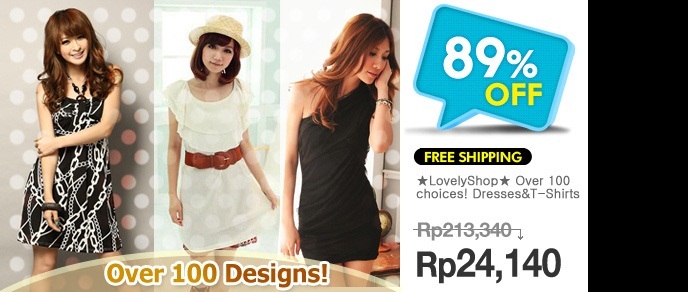 89%
OFF
FREE SHIPPING
★LovelyShop★ Over 100
choices! Dresses&T-Shirts
Rp213,340
Rp24,140
Over 100 Designs!